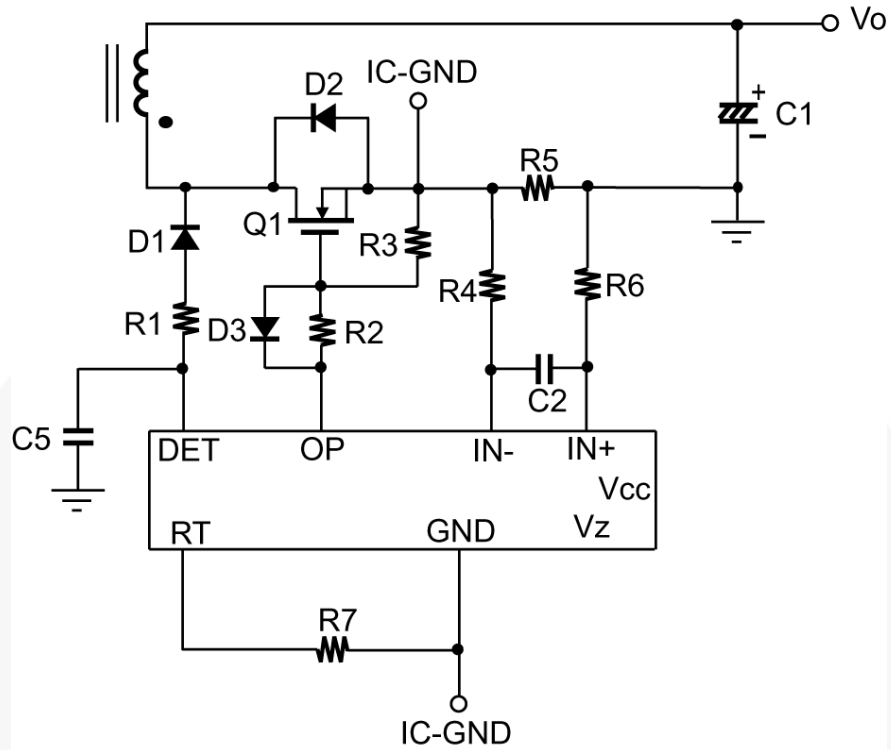 Vo
D2
IC-GND
+
C1
−
R5
Q1
D1
R3
R4
R6
R1
D3
R2
C2
C5
DET
OP
IN-
IN+
Vcc
RT
GND
Vz
R7
IC-GND